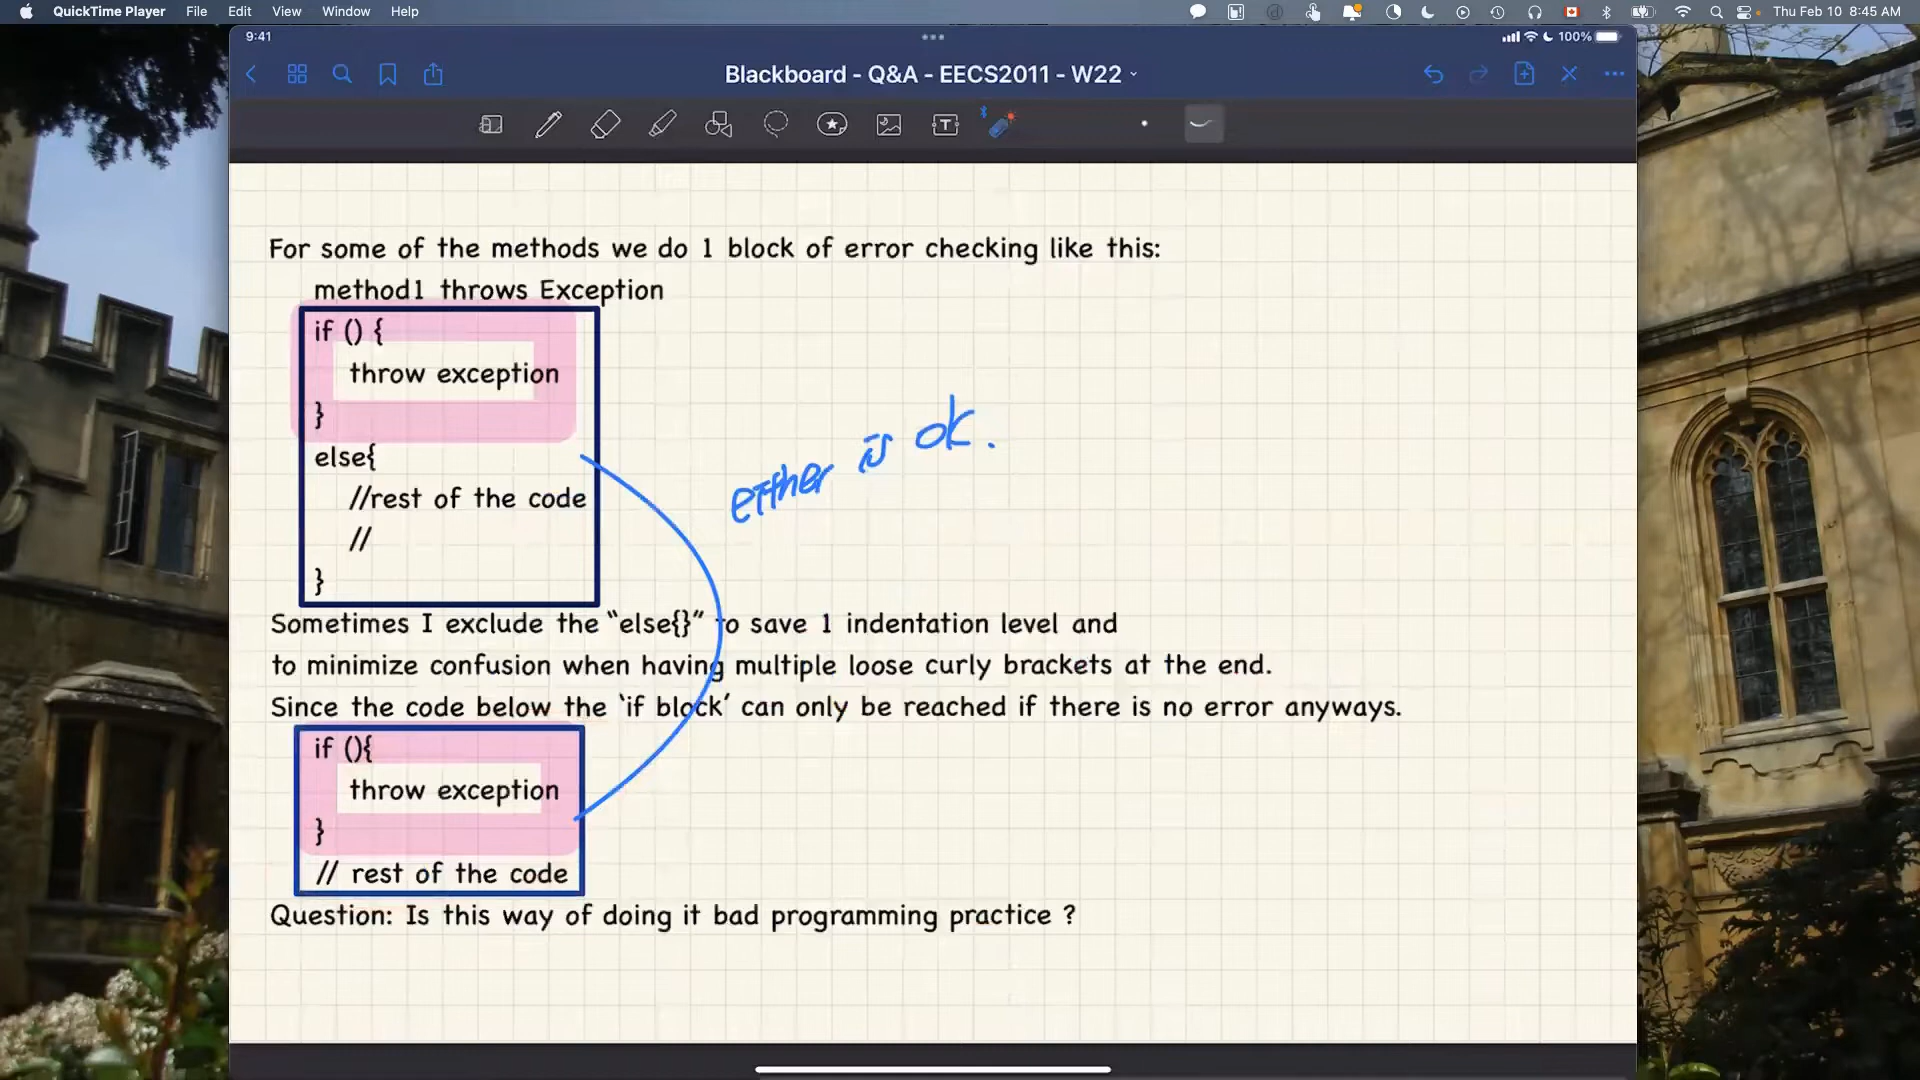 QuickTime Player File Edit View Window Help Thu Feb 10 8:45 AM
9:41 100%
Blackboard - Q&A - EECS2011 - W22
For some of the methods we do 1 block of error checking like this:
method1 throws Exception
if () {
throw exception
}
else{
//rest of the code
//
}
either is ok.
Sometimes I exclude the “else{}” to save 1 indentation level and
to minimize confusion when having multiple loose curly brackets at the end.
Since the code below the ‘if block’ can only be reached if there is no error anyways.
if (){
throw exception
}
// rest of the code
Question: Is this way of doing it bad programming practice ?